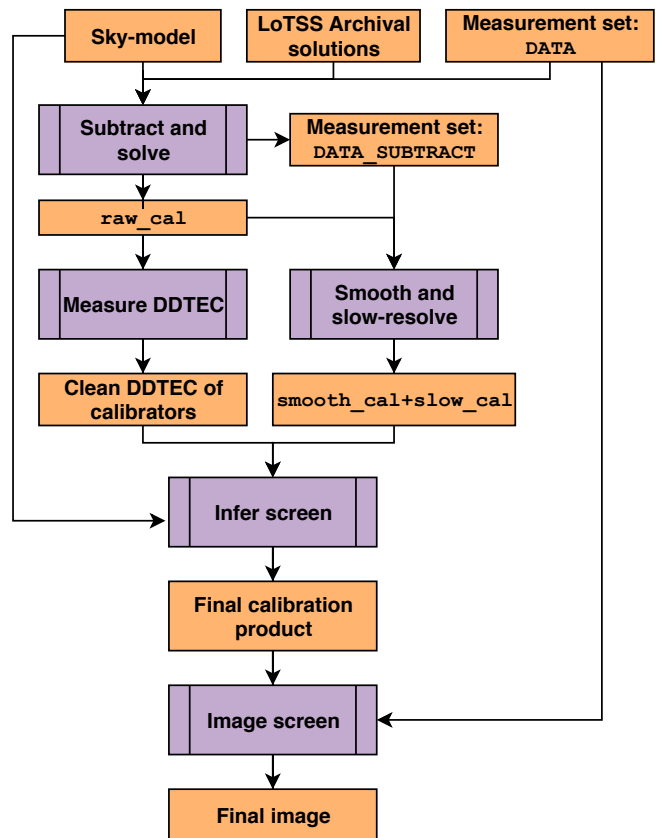 Sky-model
LoTSS Archival
solutions
Measurement set:
DATA
Subtract and
solve
Measurement set:
DATA_SUBTRACT
raw_cal
Measure DDTEC
Smooth and
slow-resolve
Clean DDTEC of
calibrators
smooth_cal+slow_cal
Infer screen
Final calibration
product
Image screen
Final image